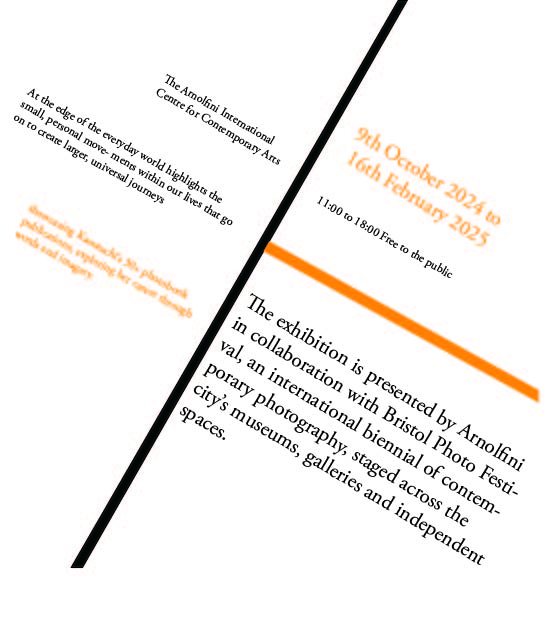 The Arnolfini International
Centre for Contemporary Arts
At the edge of the everyday world highlights the
small, personal move- ments within our lives that go
on to create larger, universal journeys
showcasing Kawauchi's 30+ photobook
publications, exploring her career through
words and imagery.
9th October 2024 to
16th February 2025
11:00 to 18:00 Free to the public
The exhibition is presented by Arnolfini
in collaboration with Bristol Photo Festi-
val, an international biennial of contem-
porary photography, staged across the
city's museums, galleries and independent
spaces.